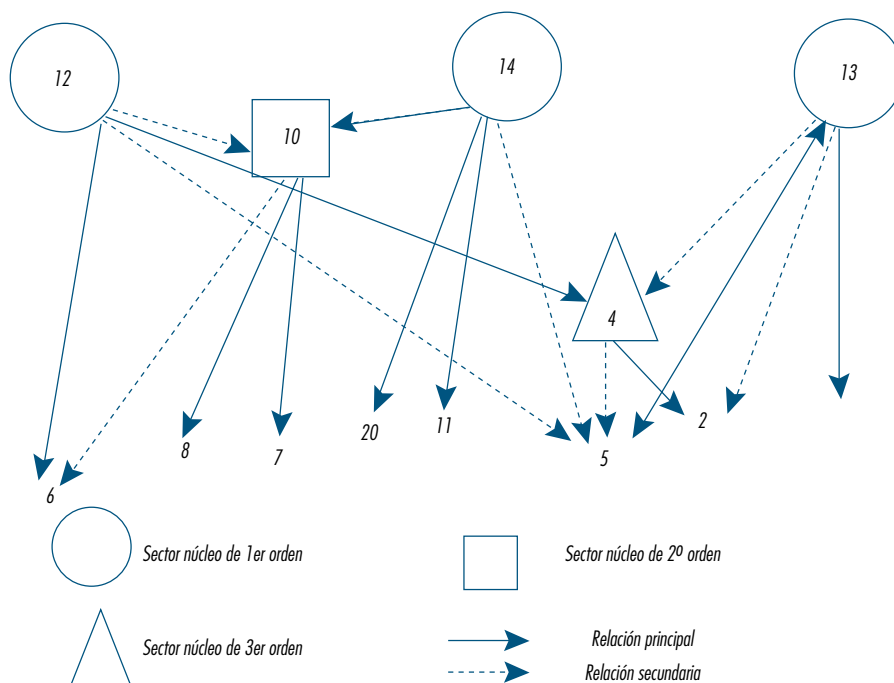 12
14
13
10
4
20
11
2
8
7
5
6
Sector núcleo de 1er orden
Sector núcleo de 2º orden
Sector núcleo de 3er orden
Relación principal
Relación secundaria